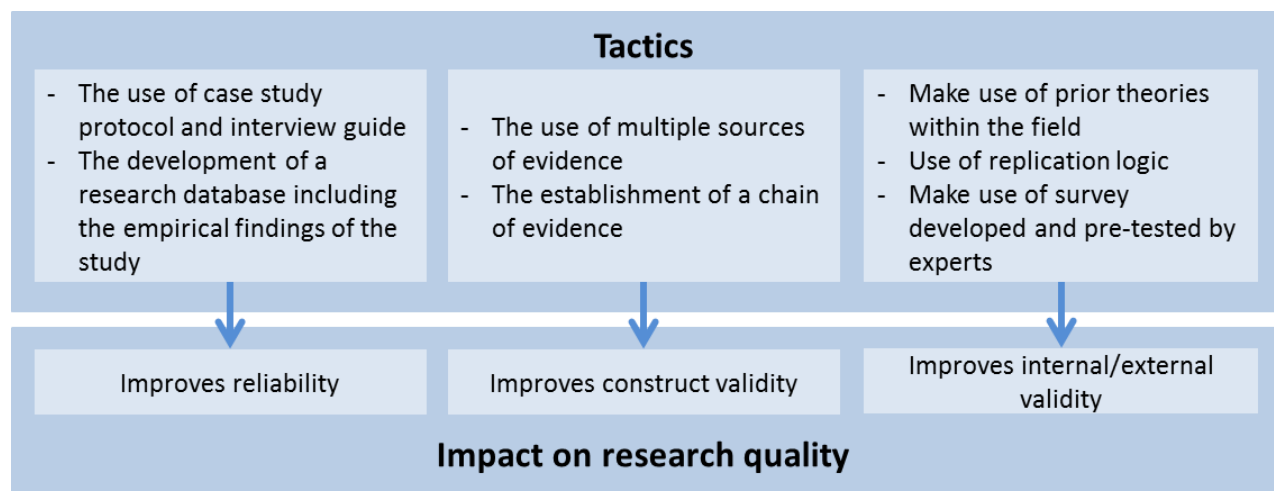 Tactics
- The use of case study
protocol and interview guide
- The development of a
research database including
the empirical findings of the
study
- The use of multiple sources
of evidence
- The establishment of a chain
of evidence
- Make use of prior theories
within the field
- Use of replication logic
- Make use of survey
developed and pre-tested by
experts
Improves reliability
Improves construct validity
Improves internal/external
validity
Impact on research quality